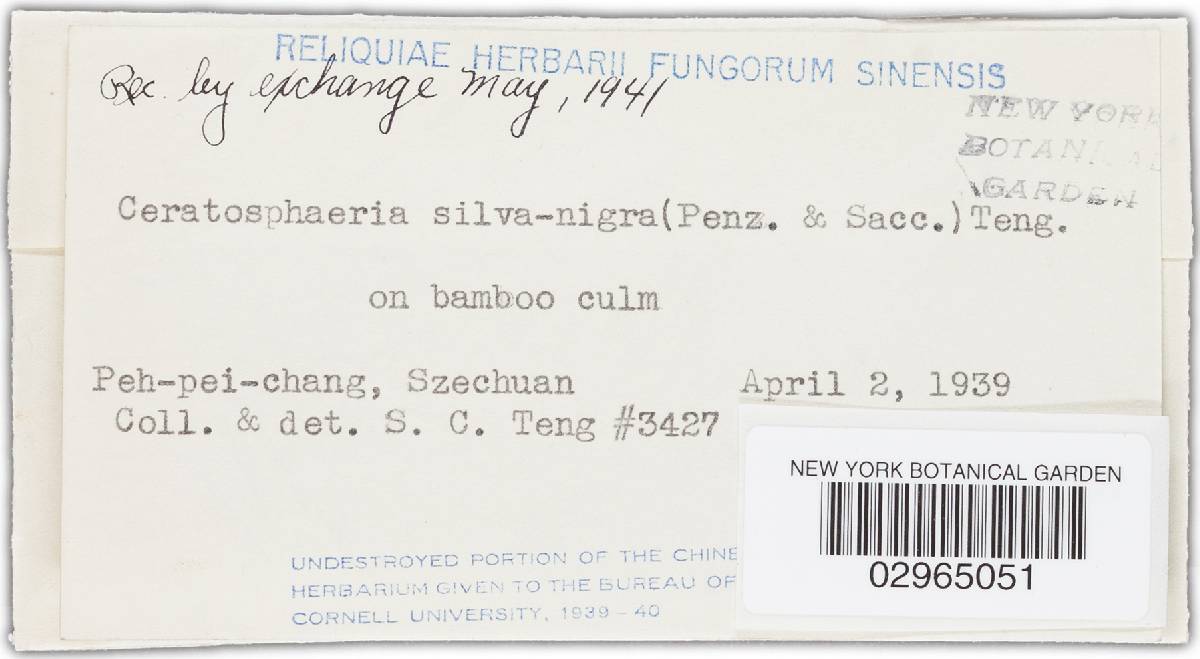 RELIQUIAE HERBARII FUNGORUM SINENSIS
Rec. by exchange May, 1941
NEW YORK
BOTANICAL
GARDEN
Ceratosphaeria silva-nigra(Penz. & Sacc.)Teng.
on bamboo culm
Peh-pei-chang, Szechuan April 2, 1939
Coll. & det. S. C. Teng #3427
NEW YORK BOTANICAL GARDEN
02965051
UNDESTROYED PORTION OF THE CHINE
HERBARIUM GIVEN TO THE BUREAU OF
CORNELL UNIVERSITY, 1939-40